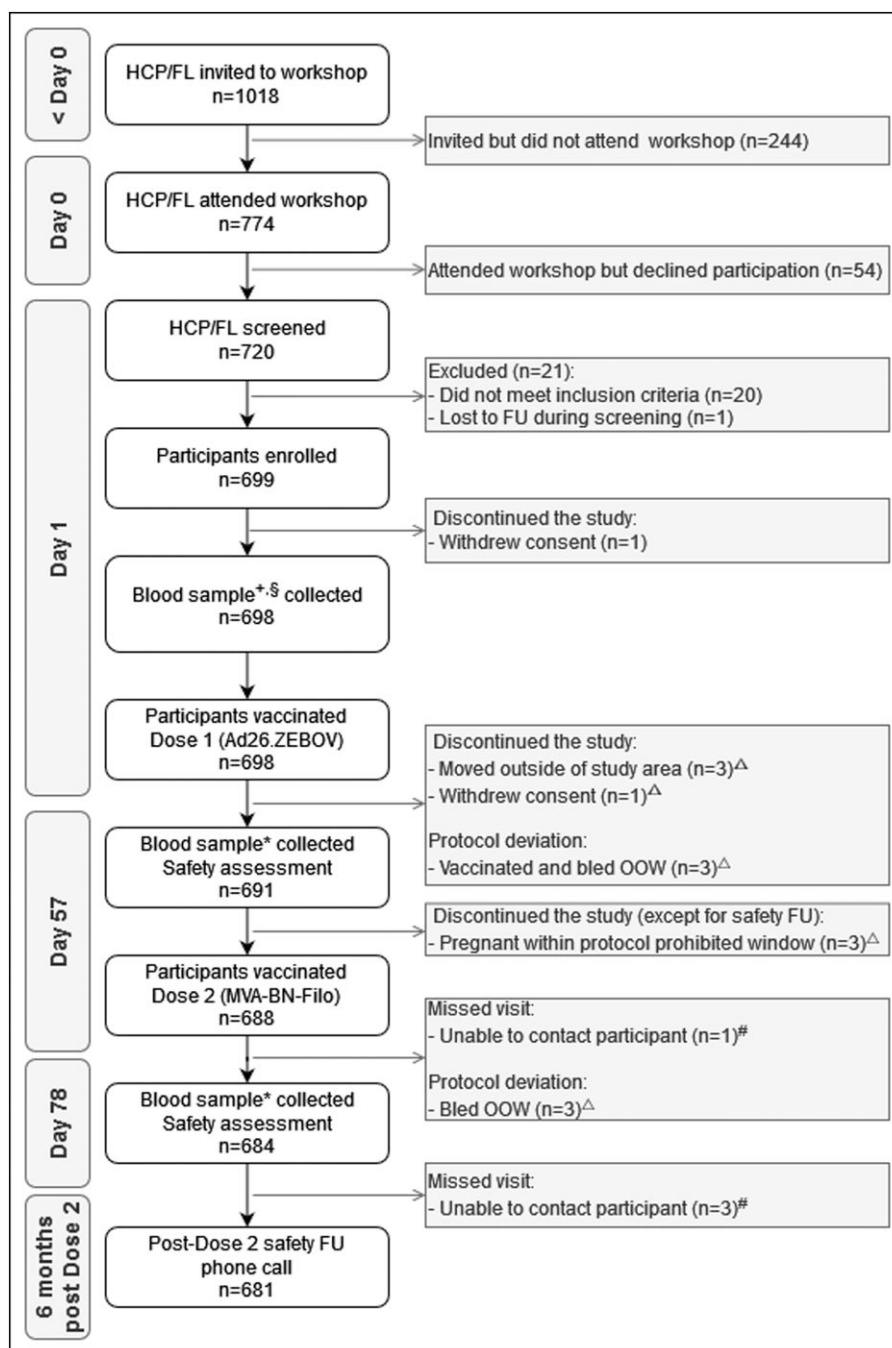 < Day 0
HCP/FL invited to workshop
n=1018
Invited but did not attend workshop (n=244)
Day 0
HCP/FL attended workshop
n=774
Attended workshop but declined participation (n=54)
Day 1
HCP/FL screened
n=720
Excluded (n=21):
- Did not meet inclusion criteria (n=20)
- Lost to FU during screening (n=1)
Participants enrolled
n=699
Discontinued the study:
- Withdrew consent (n=1)
Blood sample⁺·§ collected
n=698
Participants vaccinated
Dose 1 (Ad26.ZEBOV)
n=698
Discontinued the study:
- Moved outside of study area (n=3)△
- Withdrew consent (n=1)△
Protocol deviation:
- Vaccinated and bled OOW (n=3)△
Day 57
Blood sample* collected
Safety assessment
n=691
Discontinued the study (except for safety FU):
- Pregnant within protocol prohibited window (n=3)△
Participants vaccinated
Dose 2 (MVA-BN-Filo)
n=688
Missed visit:
- Unable to contact participant (n=1)#
Protocol deviation:
- Bled OOW (n=3)△
Day 78
Blood sample* collected
Safety assessment
n=684
Missed visit:
- Unable to contact participant (n=3)#
6 months
post Dose 2
Post-Dose 2 safety FU
phone call
n=681